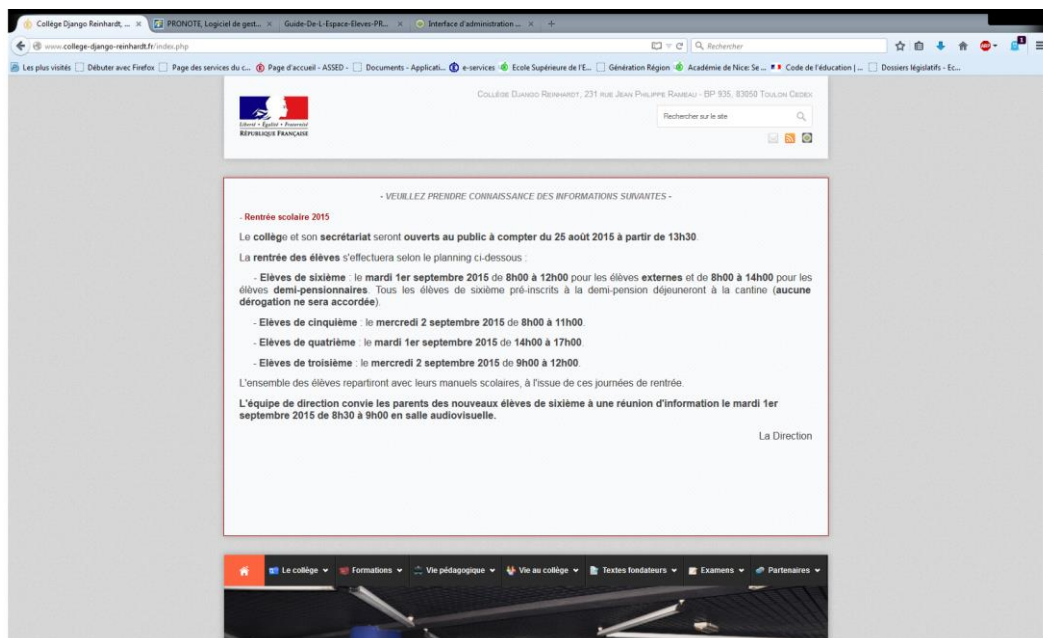 Collège Django Reinhardt, ... × PRONOTE, Logiciel de gest... × Guide-De-L-Espace-Eleves-PR... × Interface d'administration ... × +
www.college-django-reinhardt.fr/index.php Rechercher
Les plus visités Débuter avec Firefox Page des services du c... Page d'accueil - ASSED - Documents - Applicati... e-services Ecole Supérieure de l'E... Génération Région Académie de Nice: Se ... Code de l'éducation | ... Dossiers législatifs - Ec...
Collège Django Reinhardt, 231 rue Jean Philippe Rameau - BP 935, 83050 Toulon Cedex
Rechercher sur le site
Liberté • Égalité • Fraternité
RÉPUBLIQUE FRANÇAISE
- VEUILLEZ PRENDRE CONNAISSANCE DES INFORMATIONS SUIVANTES -
- Rentrée scolaire 2015
Le collège et son secrétariat seront ouverts au public à compter du 25 août 2015 à partir de 13h30.
La rentrée des élèves s'effectuera selon le planning ci-dessous :
- Elèves de sixième : le mardi 1er septembre 2015 de 8h00 à 12h00 pour les élèves externes et de 8h00 à 14h00 pour les
élèves demi-pensionnaires. Tous les élèves de sixième pré-inscrits à la demi-pension déjeuneront à la cantine (aucune
dérogation ne sera accordée).
- Elèves de cinquième : le mercredi 2 septembre 2015 de 8h00 à 11h00.
- Elèves de quatrième : le mardi 1er septembre 2015 de 14h00 à 17h00.
- Elèves de troisième : le mercredi 2 septembre 2015 de 9h00 à 12h00.
L'ensemble des élèves repartiront avec leurs manuels scolaires, à l'issue de ces journées de rentrée.
L'équipe de direction convie les parents des nouveaux élèves de sixième à une réunion d'information le mardi 1er
septembre 2015 de 8h30 à 9h00 en salle audiovisuelle.
La Direction
Le collège Formations Vie pédagogique Vie au collège Textes fondateurs Examens Partenaires